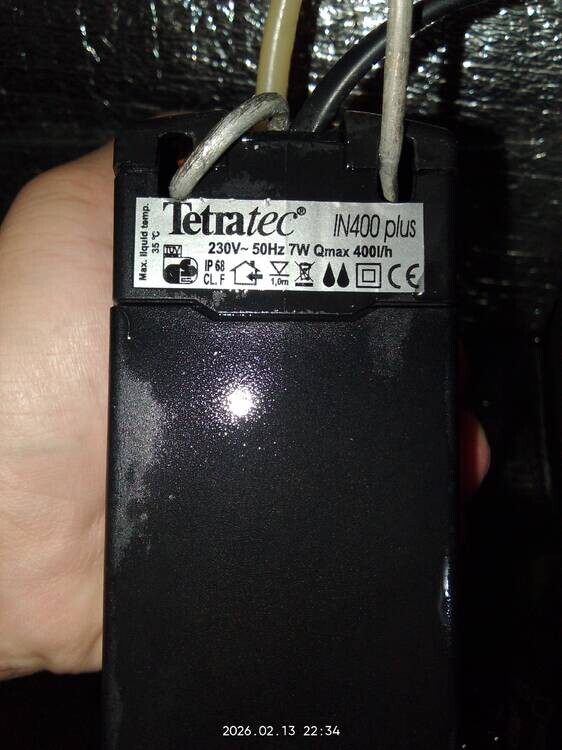 Max. liquid temp.
35 °C
Tetratec® IN400 plus
230V~ 50Hz 7W Qmax 400l/h
TÜV
IP 68
CL. F
1,0m
CE
2026.02.13 22:34